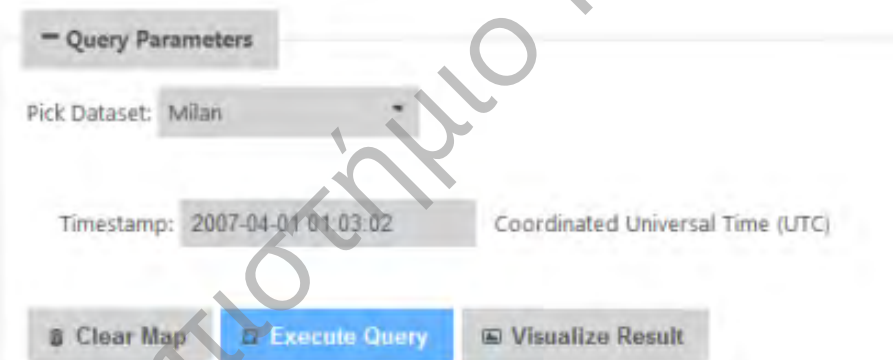 Query Parameters
Pick Dataset: Milan
Timestamp: 2007-04-01 01:03:02 Coordinated Universal Time (UTC)
Clear Map Execute Query Visualize Result